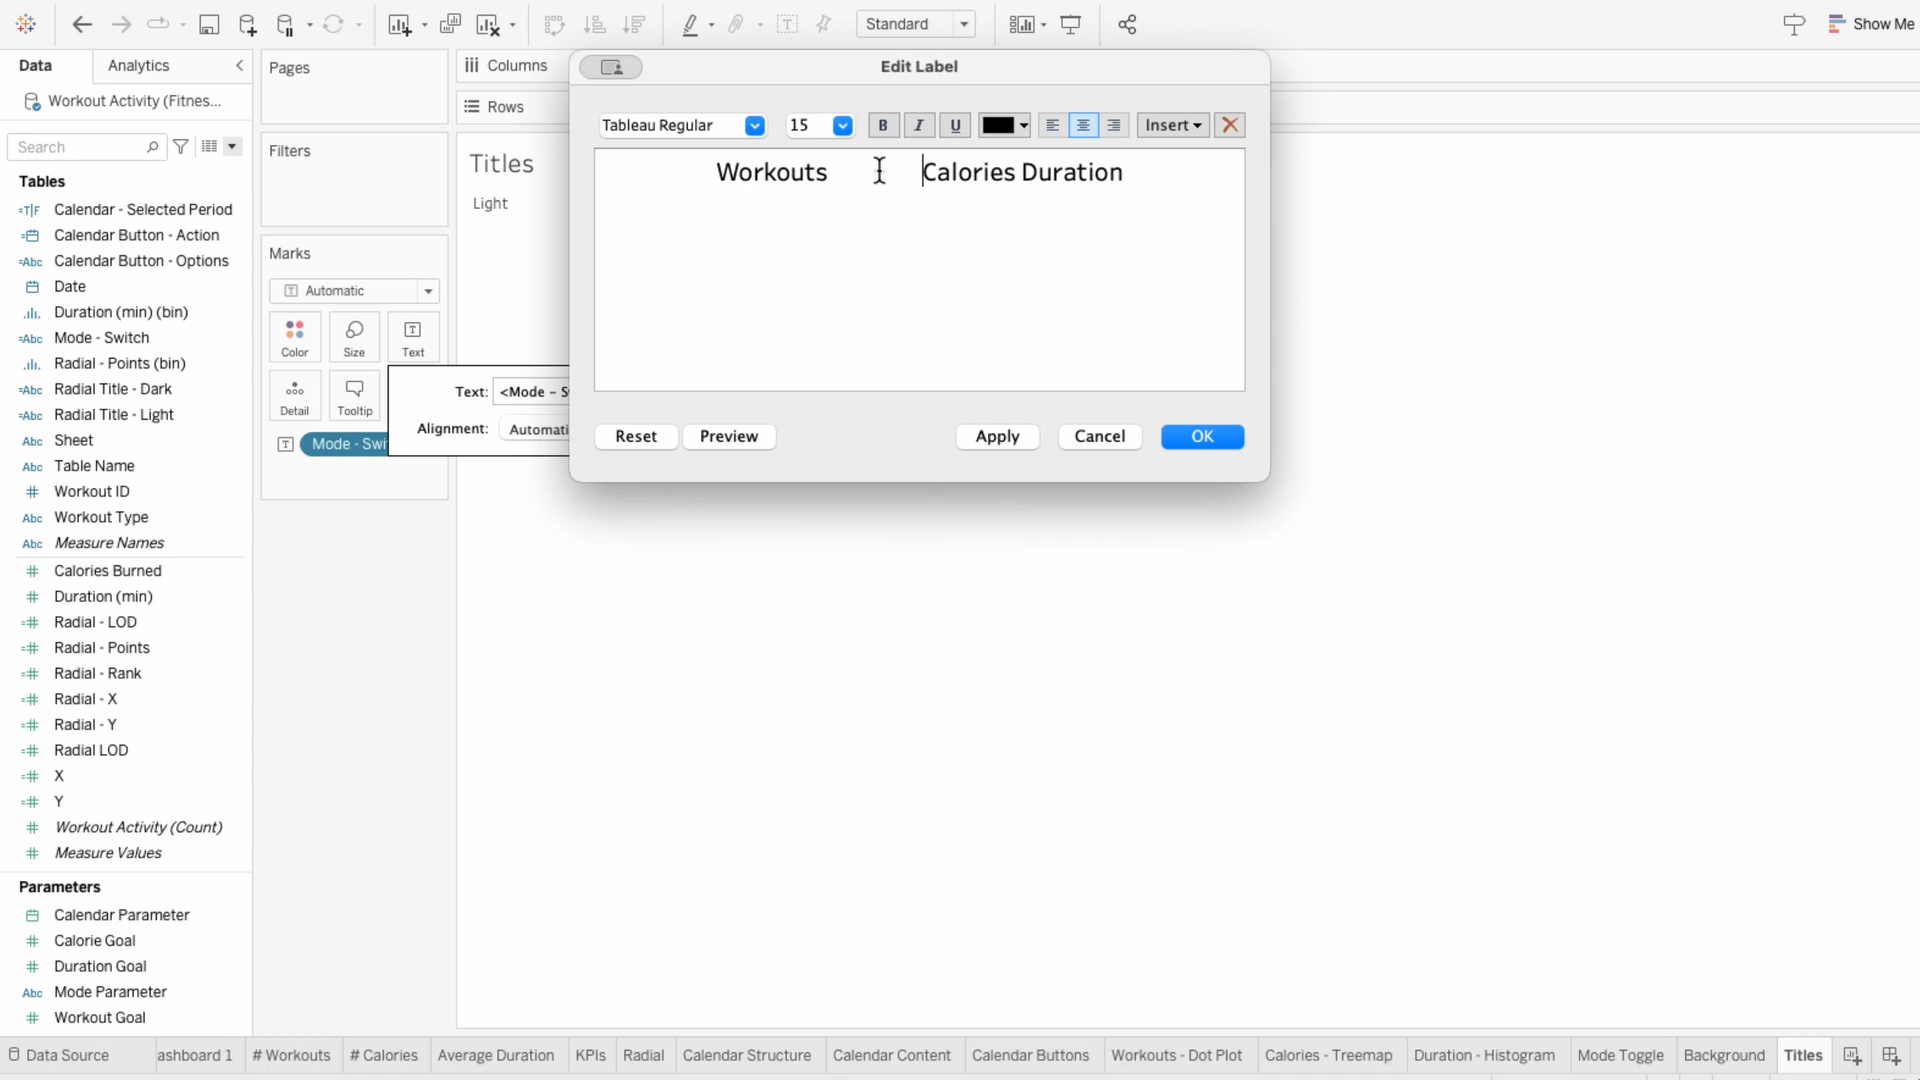 Standard
Show Me
Data
Analytics
Workout Activity (Fitnes...
Search
Tables
Calendar - Selected Period
Calendar Button - Action
Calendar Button - Options
Date
Duration (min) (bin)
Mode - Switch
Radial - Points (bin)
Radial Title - Dark
Radial Title - Light
Sheet
Table Name
Workout ID
Workout Type
Measure Names
Calories Burned
Duration (min)
Radial - LOD
Radial - Points
Radial - Rank
Radial - X
Radial - Y
Radial LOD
X
Y
Workout Activity (Count)
Measure Values
Parameters
Calendar Parameter
Calorie Goal
Duration Goal
Mode Parameter
Workout Goal
Pages
Filters
Marks
Automatic
Color
Size
Text
Detail
Tooltip
Mode - Swi
Text: <Mode - S
Alignment: Automati
Columns
Rows
Titles
Light
Edit Label
Tableau Regular
15
B I U
Insert
Workouts Calories Duration
Reset
Preview
Apply
Cancel
OK
Data Source
ashboard 1
# Workouts
# Calories
Average Duration
KPIs
Radial
Calendar Structure
Calendar Content
Calendar Buttons
Workouts - Dot Plot
Calories - Treemap
Duration - Histogram
Mode Toggle
Background
Titles